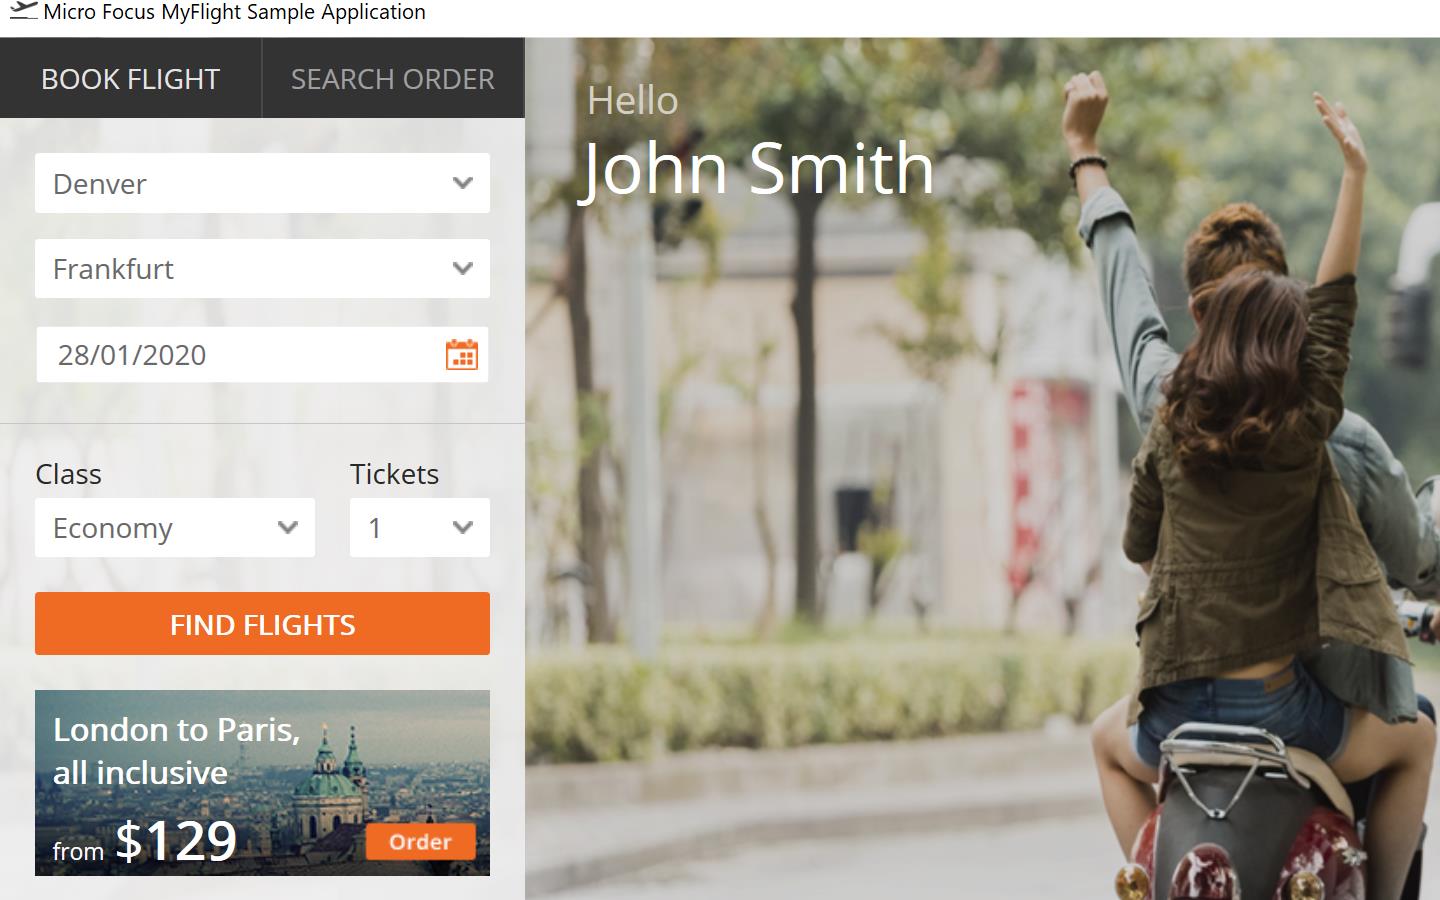 Micro Focus MyFlight Sample Application
BOOK FLIGHT
SEARCH ORDER
Hello
John Smith
Denver
Frankfurt
28/01/2020
Class
Tickets
Economy
1
FIND FLIGHTS
London to Paris,
all inclusive
from $129
Order